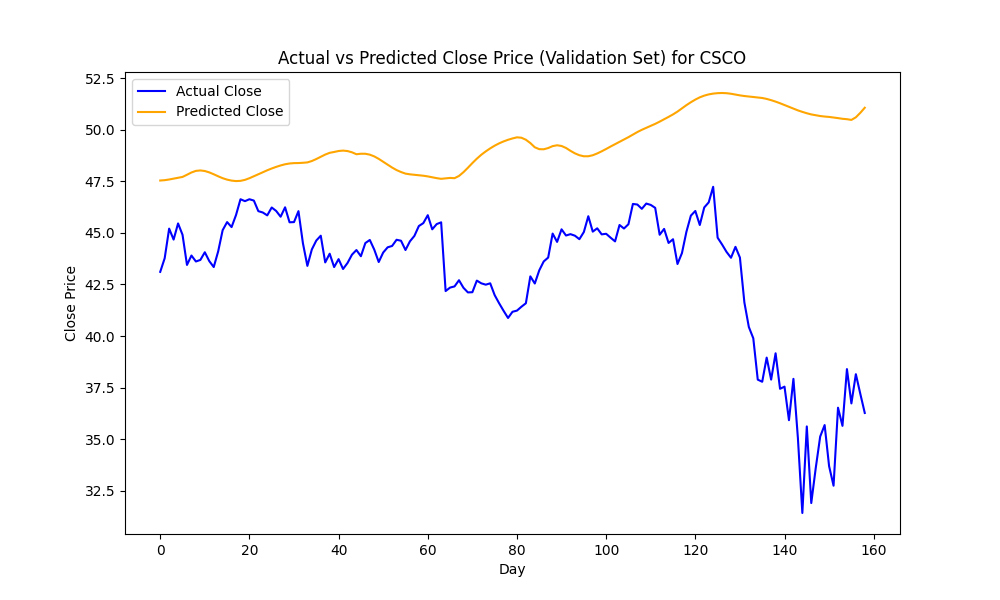 Actual vs Predicted Close Price (Validation Set) for CSCO
Actual Close
Predicted Close
52.5
50.0
47.5
45.0
42.5
40.0
37.5
35.0
32.5
Close Price
0 20 40 60 80 100 120 140 160
Day